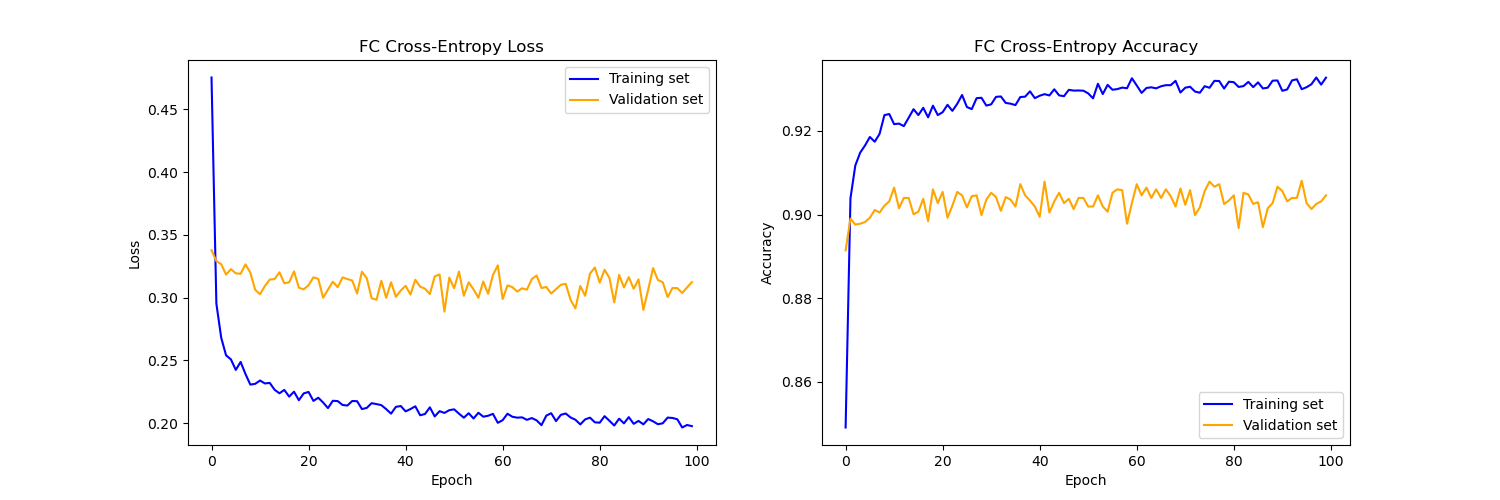 FC Cross-Entropy Loss
Loss
0.45
0.40
0.35
0.30
0.25
0.20
Training set
Validation set
0 20 40 60 80 100
Epoch
FC Cross-Entropy Accuracy
Accuracy
0.92
0.90
0.88
0.86
Training set
Validation set
0 20 40 60 80 100
Epoch